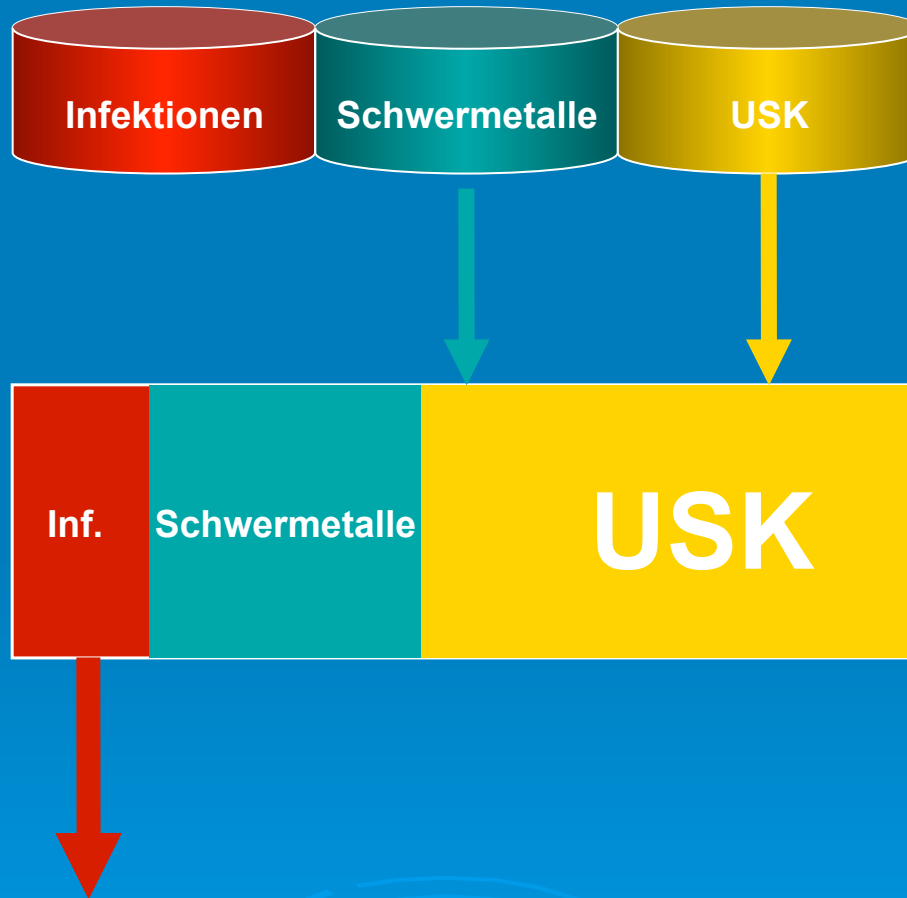 Infektionen
Schwermetalle
USK
Inf.
Schwermetalle
USK